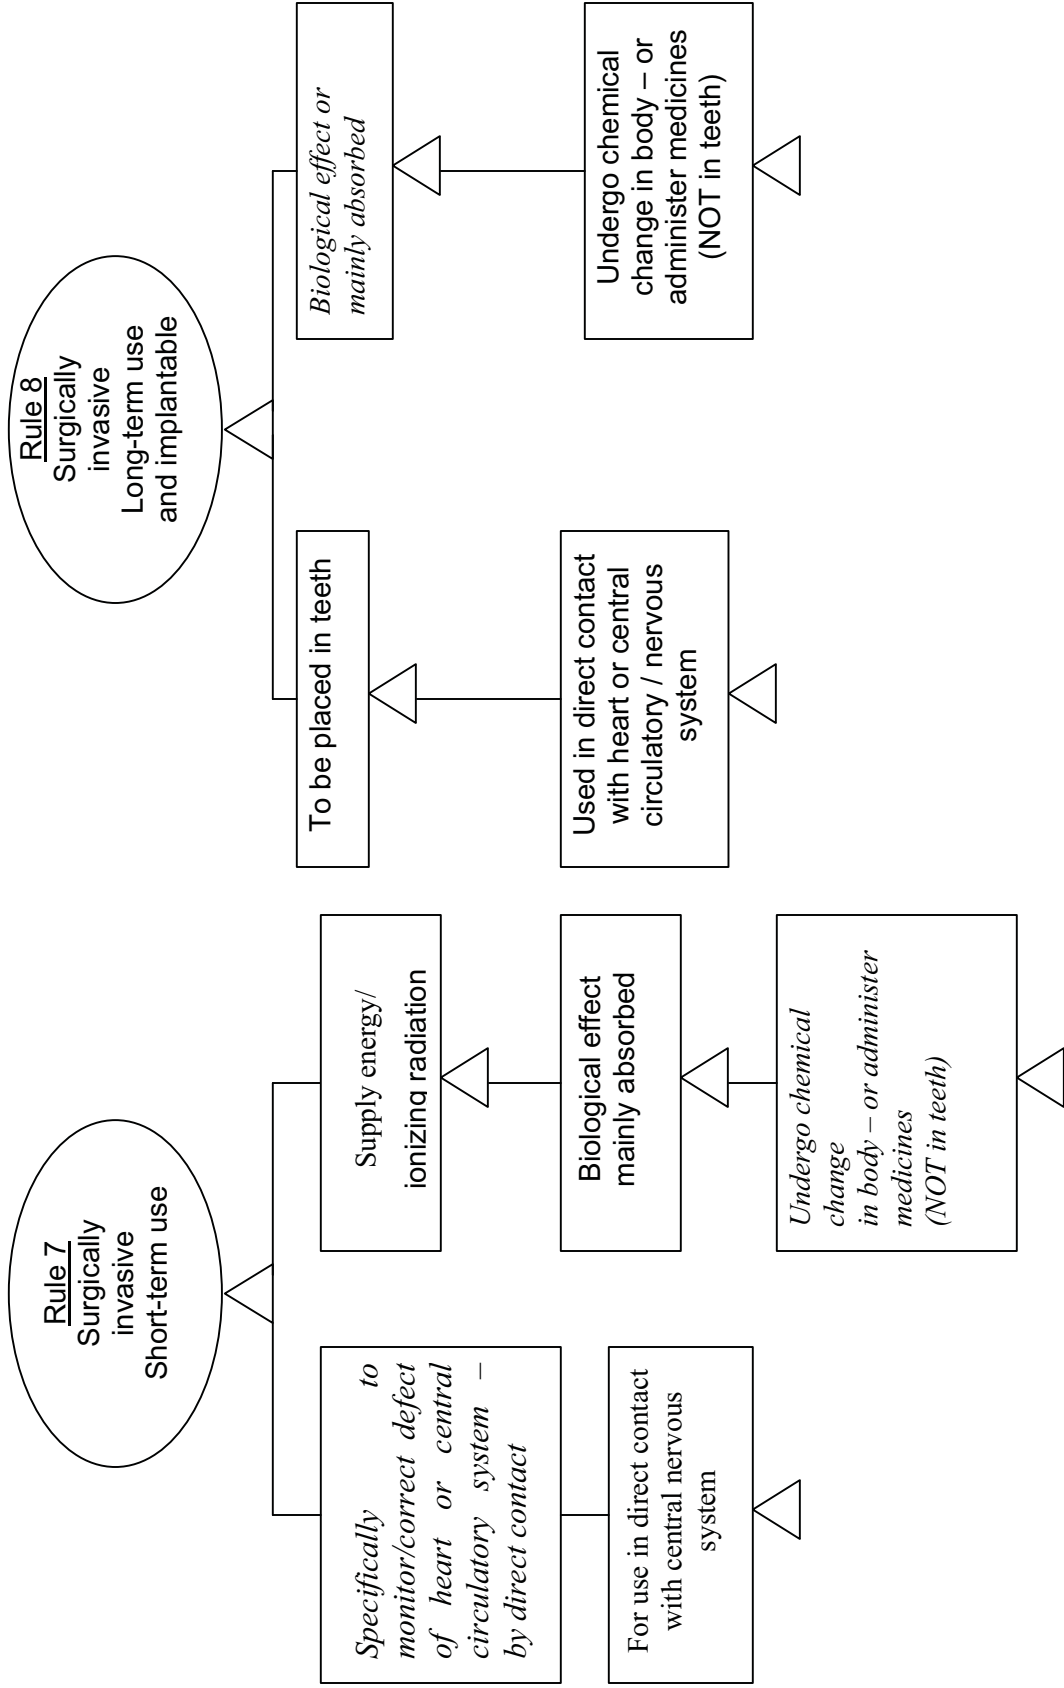 Rule 7
Surgically
invasive
Short-term use
Specifically to
monitor/correct defect
of heart or central
circulatory system –
by direct contact
For use in direct contact
with central nervous
system
Supply energy/
ionizing radiation
Biological effect
mainly absorbed
Undergo chemical
change
in body – or administer
medicines
(NOT in teeth)
Rule 8
Surgically
invasive
Long-term use
and implantable
To be placed in teeth
Used in direct contact
with heart or central
circulatory / nervous
system
Biological effect or
mainly absorbed
Undergo chemical
change in body – or
administer medicines
(NOT in teeth)